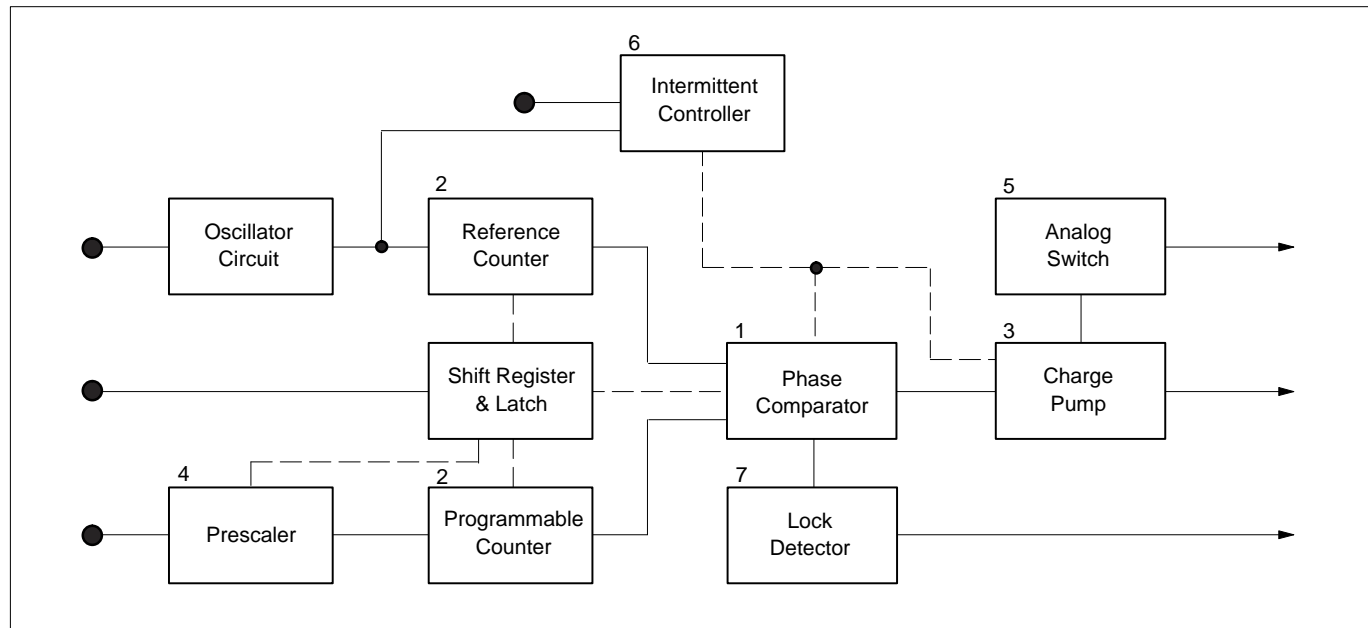 6
Intermittent
Controller
Oscillator
Circuit
2
Reference
Counter
5
Analog
Switch
Shift Register
& Latch
1
Phase
Comparator
3
Charge
Pump
4
Prescaler
2
Programmable
Counter
7
Lock
Detector